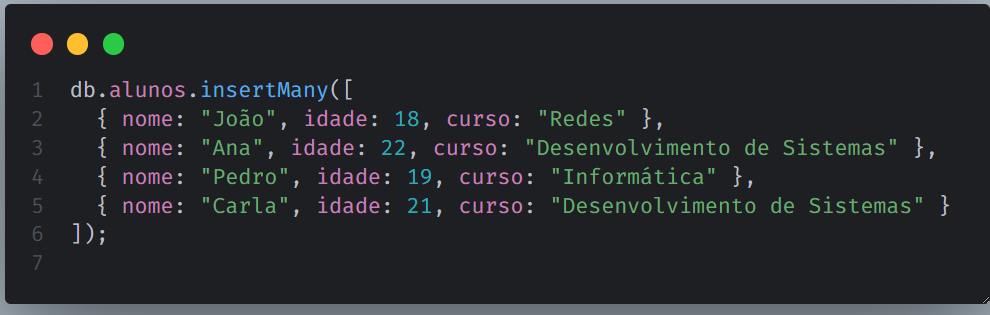 1 db.alunos.insertMany([
2 { nome: "João", idade: 18, curso: "Redes" },
3 { nome: "Ana", idade: 22, curso: "Desenvolvimento de Sistemas" },
4 { nome: "Pedro", idade: 19, curso: "Informática" },
5 { nome: "Carla", idade: 21, curso: "Desenvolvimento de Sistemas" }
6 ]);
7